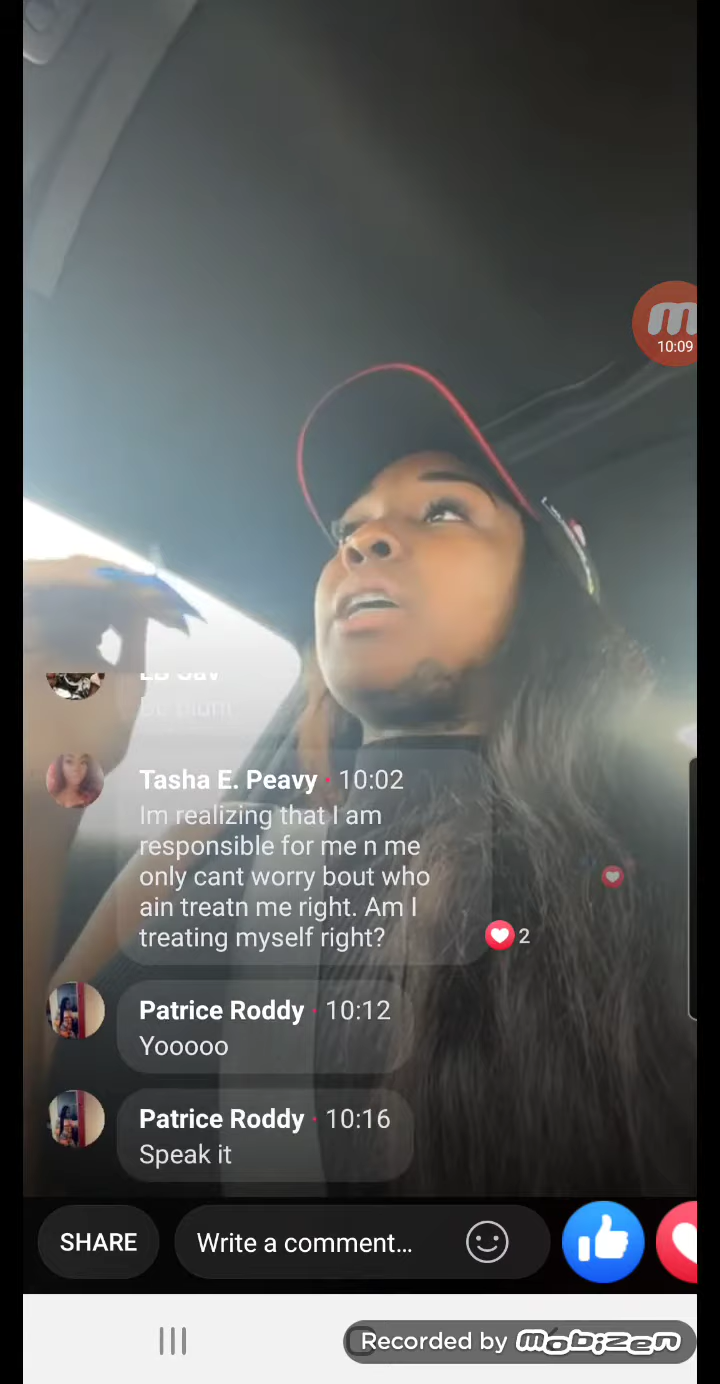 10:09
Tasha E. Peavy · 10:02
Im realizing that I am
responsible for me n me
only cant worry bout who
ain treatn me right. Am I
treating myself right?
2
Patrice Roddy · 10:12
Yooooo
Patrice Roddy · 10:16
Speak it
SHARE
Write a comment...
Recorded by mobizen